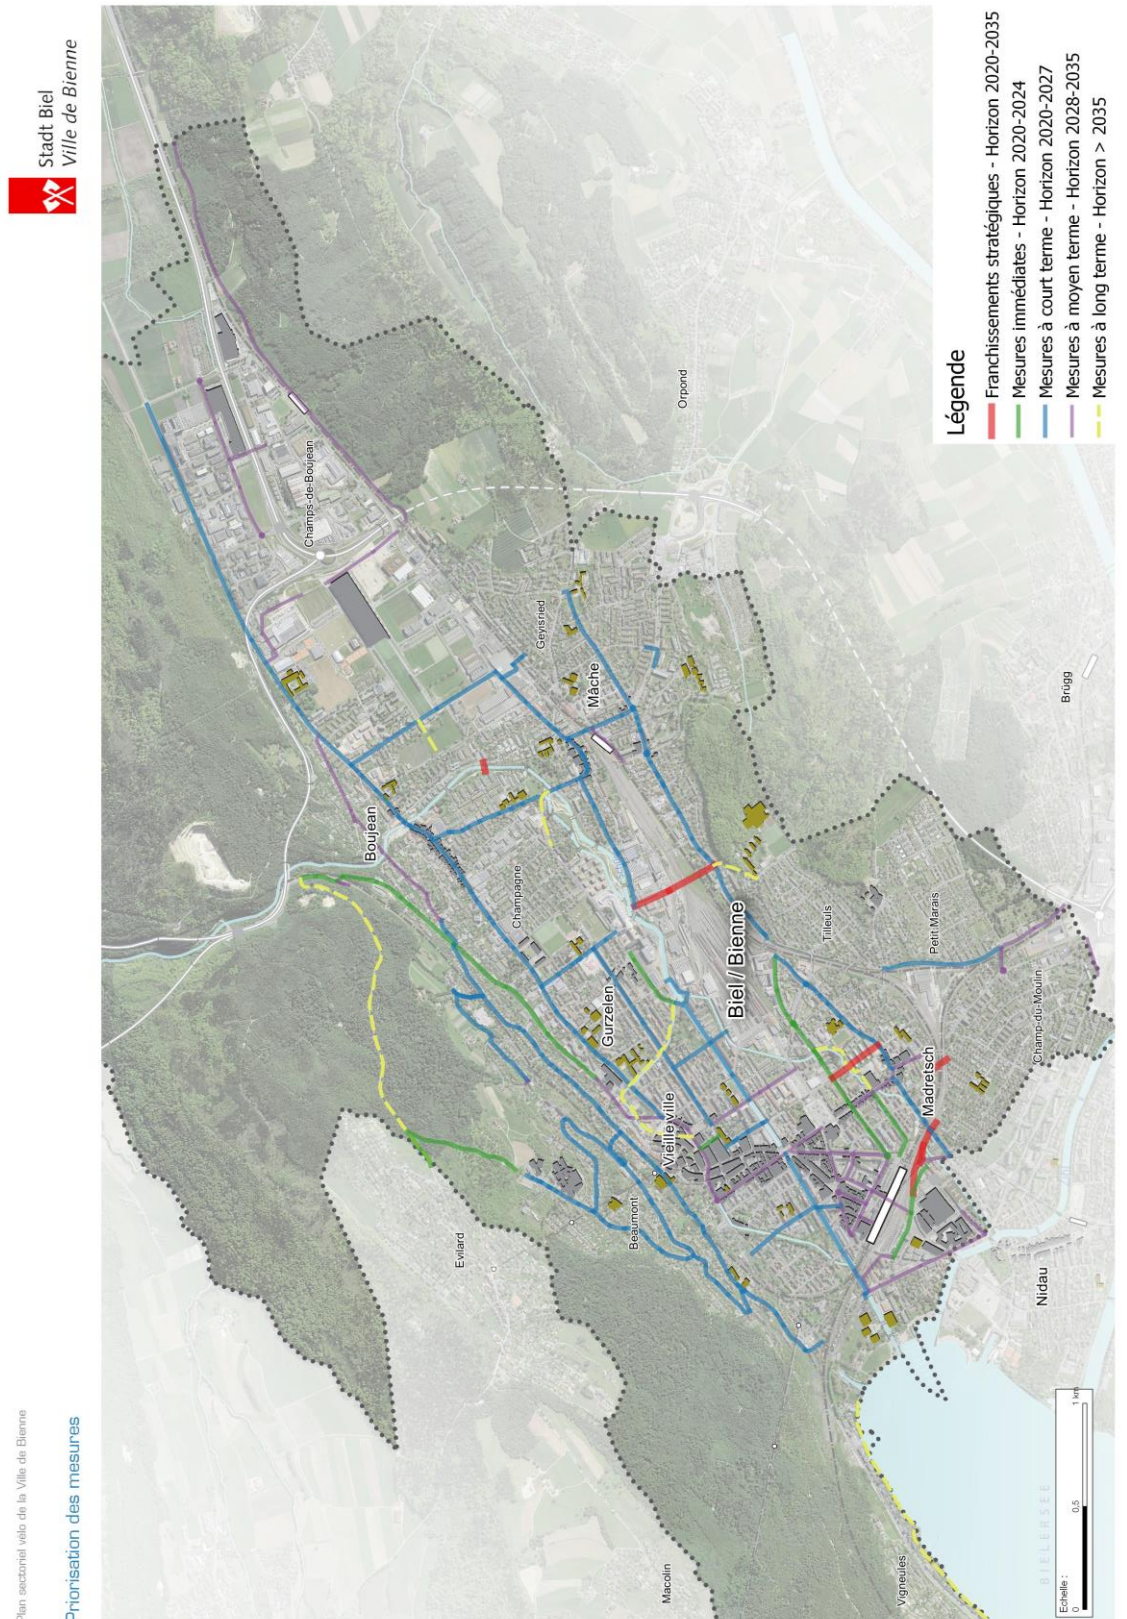 Plan sectoriel vélo de la Ville de Bienne
Priorisation des mesures
Stadt Biel
Ville de Bienne
Champs-de-Boujean
Orpond
Geyisried
Mâche
Boujean
Champagne
Brügg
Tilleuls
Petit Marais
Biel / Bienne
Gurzelen
Champ-du-Moulin
Madretsch
Vieille ville
Evilard
Beaumont
Nidau
Macolin
Vigneules
BIELERSEE
Echelle :
0 0,5 1 km
Légende
Franchissements stratégiques - Horizon 2020-2035
Mesures immédiates - Horizon 2020-2024
Mesures à court terme - Horizon 2020-2027
Mesures à moyen terme - Horizon 2028-2035
Mesures à long terme - Horizon > 2035